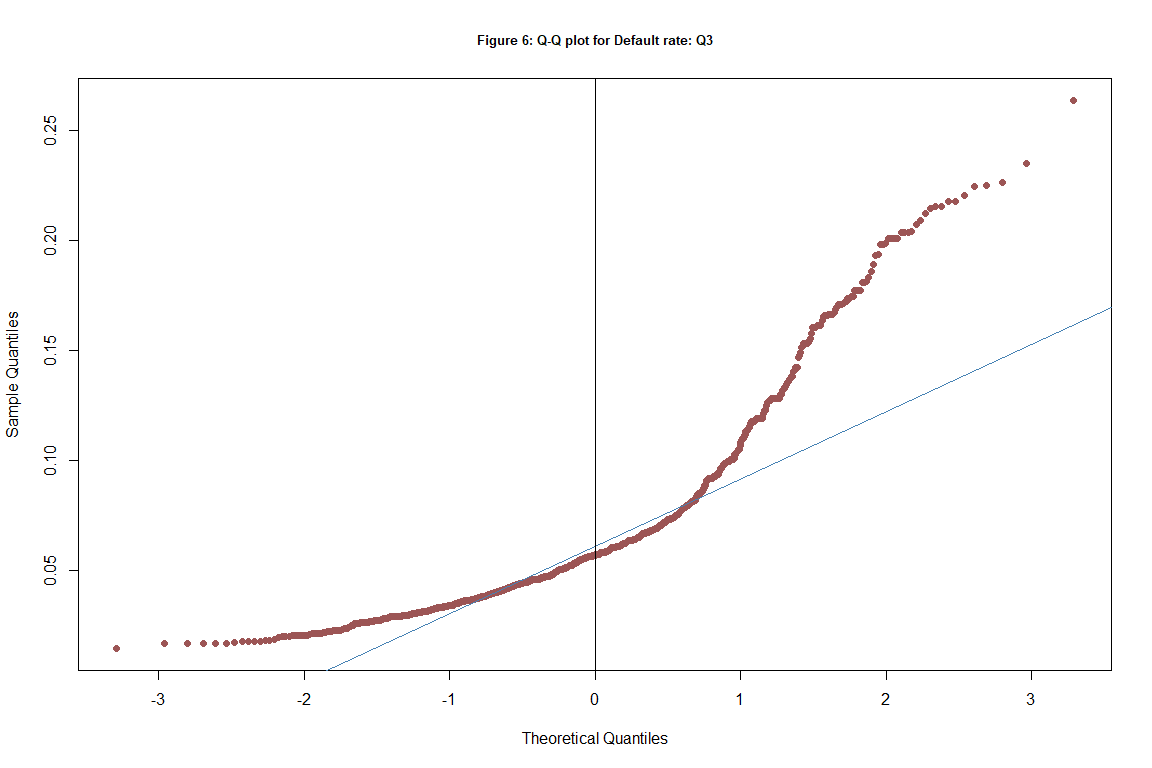 Figure 6: Q-Q plot for Default rate: Q3
0.25
0.20
0.15
0.10
0.05
Sample Quantiles
-3 -2 -1 0 1 2 3
Theoretical Quantiles